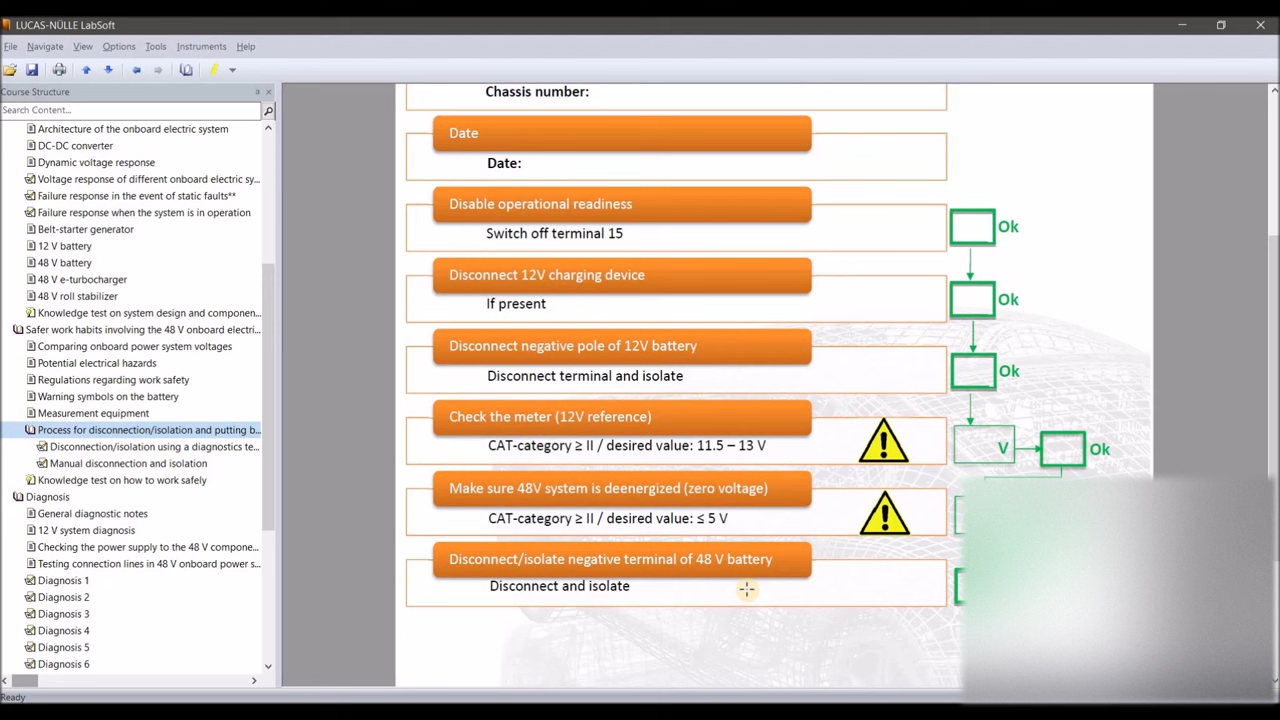 LUCAS-NÜLLE LabSoft
File Navigate View Options Tools Instruments Help
Course Structure
Search Content...
Architecture of the onboard electric system
DC-DC converter
Dynamic voltage response
Voltage response of different onboard electric sy...
Failure response in the event of static faults**
Failure response when the system is in operation
Belt-starter generator
12 V battery
48 V battery
48 V e-turbocharger
48 V roll stabilizer
Knowledge test on system design and componen...
Safer work habits involving the 48 V onboard electri...
Comparing onboard power system voltages
Potential electrical hazards
Regulations regarding work safety
Warning symbols on the battery
Measurement equipment
Process for disconnection/isolation and putting b...
Disconnection/isolation using a diagnostics te...
Manual disconnection and isolation
Knowledge test on how to work safely
Diagnosis
General diagnostic notes
12 V system diagnosis
Checking the power supply to the 48 V compone...
Testing connection lines in 48 V onboard power s...
Diagnosis 1
Diagnosis 2
Diagnosis 3
Diagnosis 4
Diagnosis 5
Diagnosis 6
Ready
Chassis number:
Date
Date:
Disable operational readiness
Switch off terminal 15
Ok
Disconnect 12V charging device
If present
Ok
Disconnect negative pole of 12V battery
Disconnect terminal and isolate
Ok
Check the meter (12V reference)
CAT-category ≥ II / desired value: 11.5 – 13 V
V
Ok
Make sure 48V system is deenergized (zero voltage)
CAT-category ≥ II / desired value: ≤ 5 V
Disconnect/isolate negative terminal of 48 V battery
Disconnect and isolate